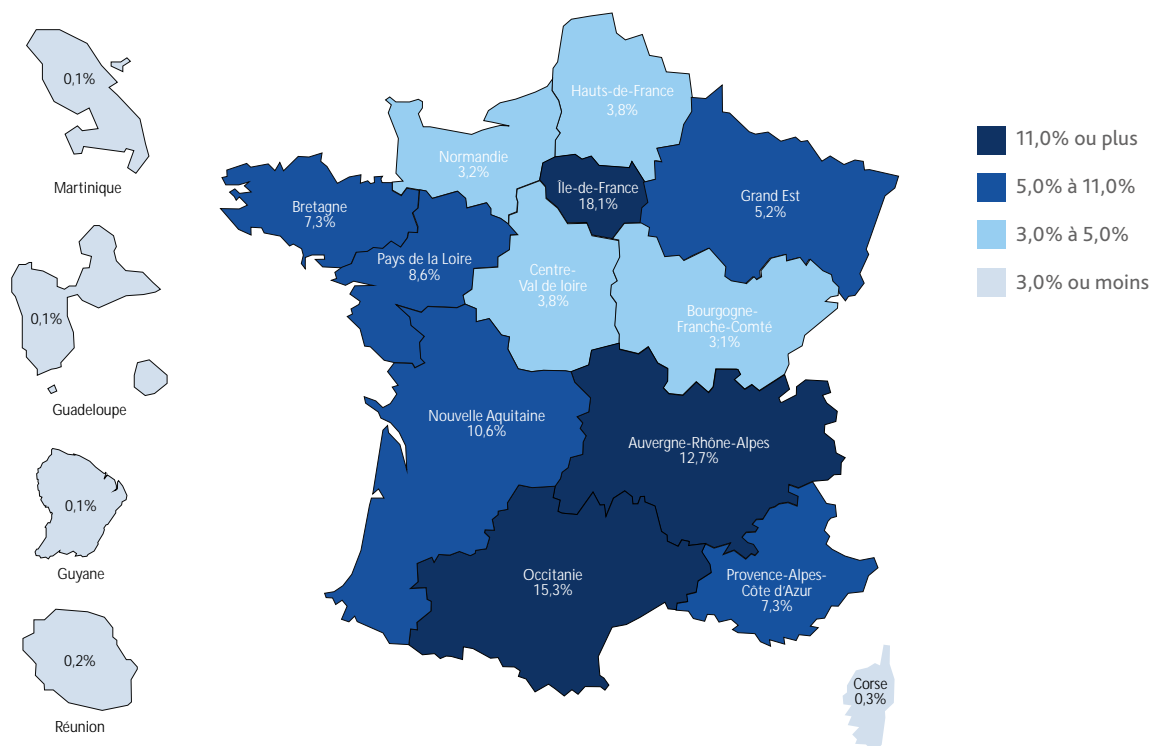 0,1%
Martinique
0,1%
Guadeloupe
0,1%
Guyane
0,2%
Réunion
Hauts-de-France
3,8%
Normandie
3,2%
Île-de-France
18,1%
Grand Est
5,2%
Bretagne
7,3%
Pays de la Loire
8,6%
Centre-
Val de loire
3,8%
Bourgogne-
Franche-Comté
3:1%
Nouvelle Aquitaine
10,6%
Auvergne-Rhône-Alpes
12,7%
Occitanie
15,3%
Provence-Alpes-
Côte d'Azur
7,3%
Corse
0,3%
11,0% ou plus
5,0% à 11,0%
3,0% à 5,0%
3,0% ou moins